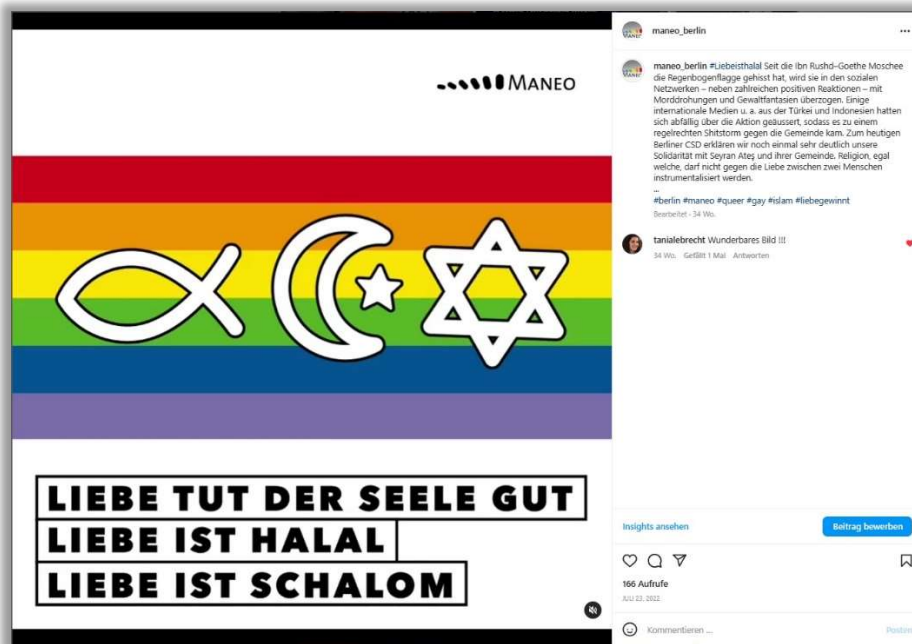 MANEO
LIEBE TUT DER SEELE GUT
LIEBE IST HALAL
LIEBE IST SCHALOM
maneo_berlin
maneo_berlin #Liebeisthalal Seit die Ibn Rushd–Goethe Moschee
die Regenbogenflagge gehisst hat, wird sie in den sozialen
Netzwerken – neben zahlreichen positiven Reaktionen – mit
Morddrohungen und Gewaltfantasien überzogen. Einige
internationale Medien u. a. aus der Türkei und Indonesien hatten
sich abfällig über die Aktion geäussert, sodass es zu einem
regelrechten Shitstorm gegen die Gemeinde kam. Zum heutigen
Berliner CSD erklären wir noch einmal sehr deutlich unsere
Solidarität mit Seyran Ateş und ihrer Gemeinde. Religion, egal
welche, darf nicht gegen die Liebe zwischen zwei Menschen
instrumentalisiert werden.
...
#berlin #maneo #queer #gay #islam #liebegewinnt
Bearbeitet · 34 Wo.
tanialebrecht Wunderbares Bild !!!
34 Wo. Gefällt 1 Mal Antworten
Insights ansehen
Beitrag bewerben
166 Aufrufe
JULI 23, 2022
Kommentieren ...